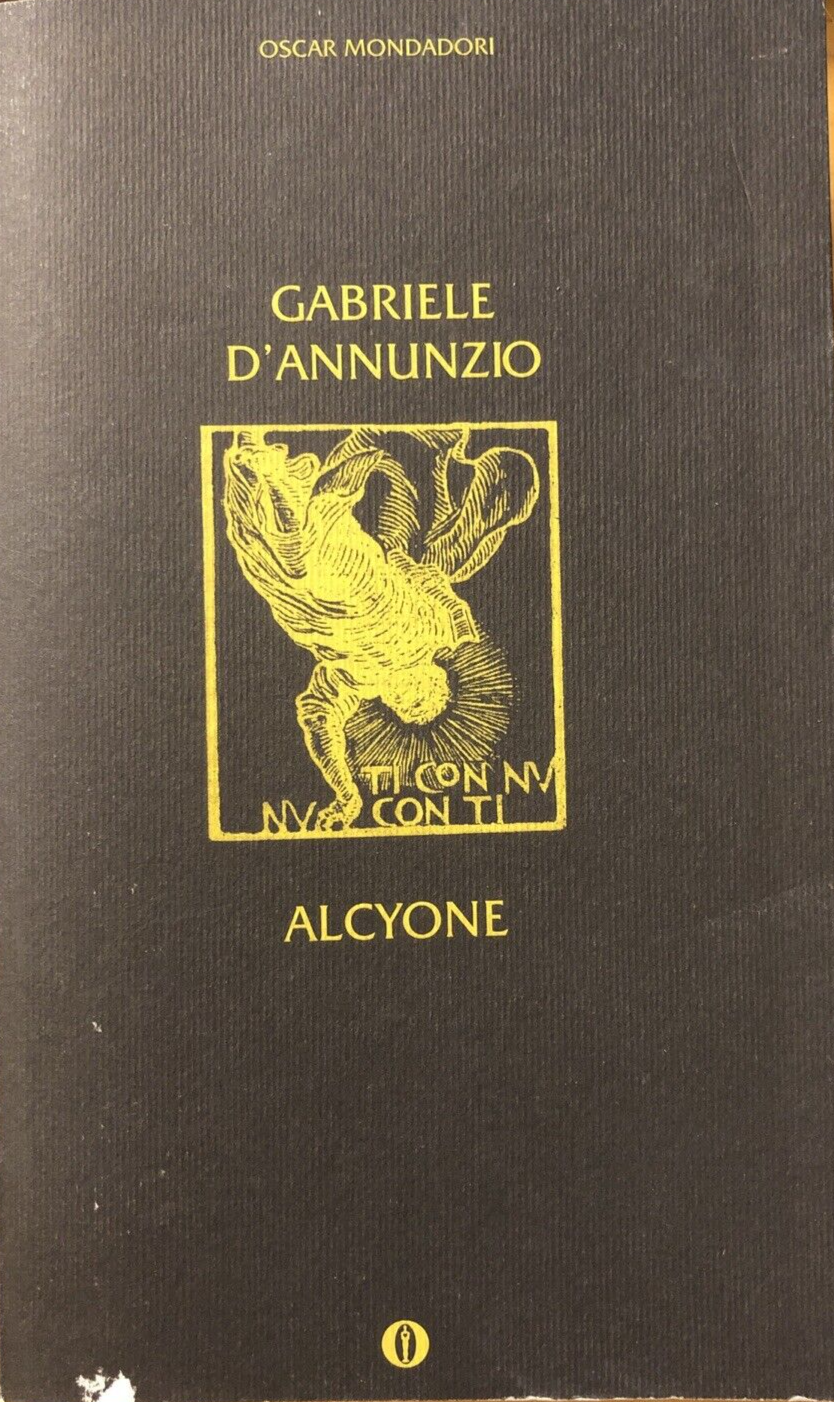 OSCAR MONDADORI
GABRIELE
D'ANNUNZIO
TI CON NV
NV CON TI
ALCYONE